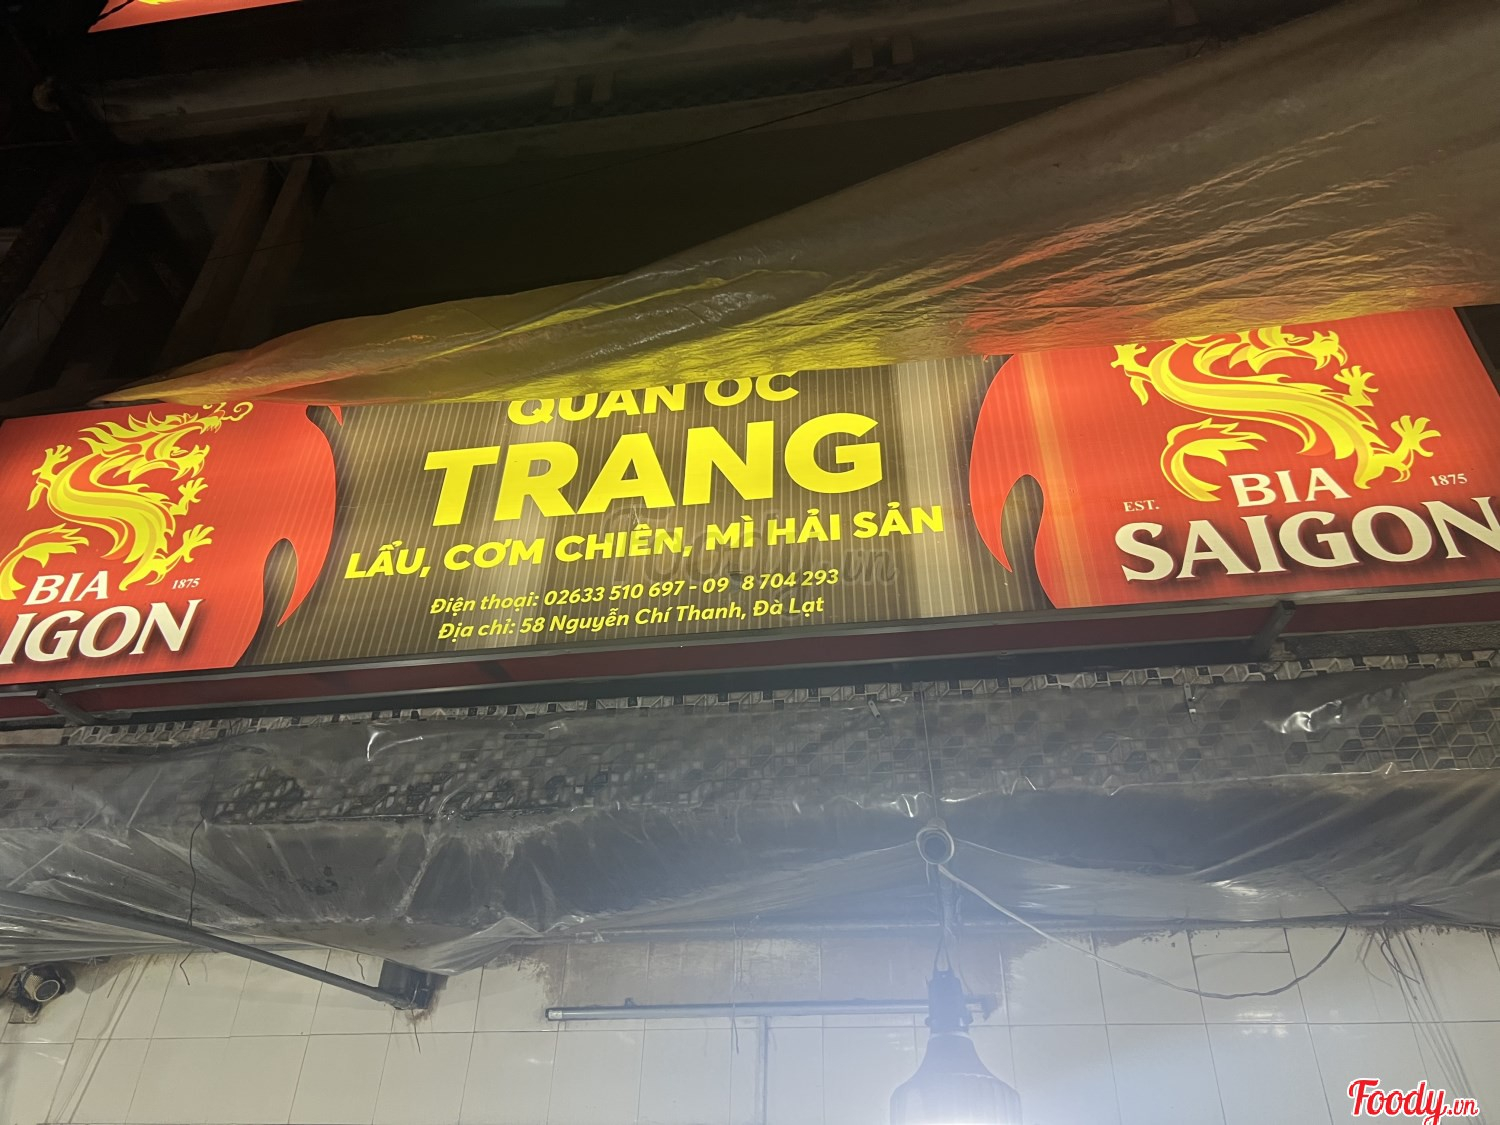 QUÁN ỐC
TRANG
LẨU, CƠM CHIÊN, MÌ HẢI SẢN
Điện thoại: 02633 510 697 - 09 8 704 293
Địa chỉ: 58 Nguyễn Chí Thanh, Đà Lạt
BIA
1875
IGON
EST.
BIA
1875
SAIGON
Foody.vn